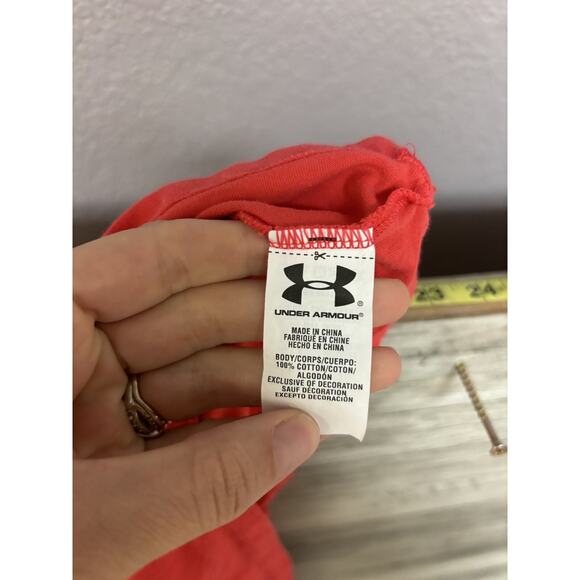 UNDER ARMOUR®
MADE IN CHINA
FABRIQUÉ EN CHINE
HECHO EN CHINA
BODY/CORPS/CUERPO:
100% COTTON/COTON/
ALGODÓN
EXCLUSIVE OF DECORATION
SAUF DÉCORATION
EXCEPTO DECORACIÓN
23 24